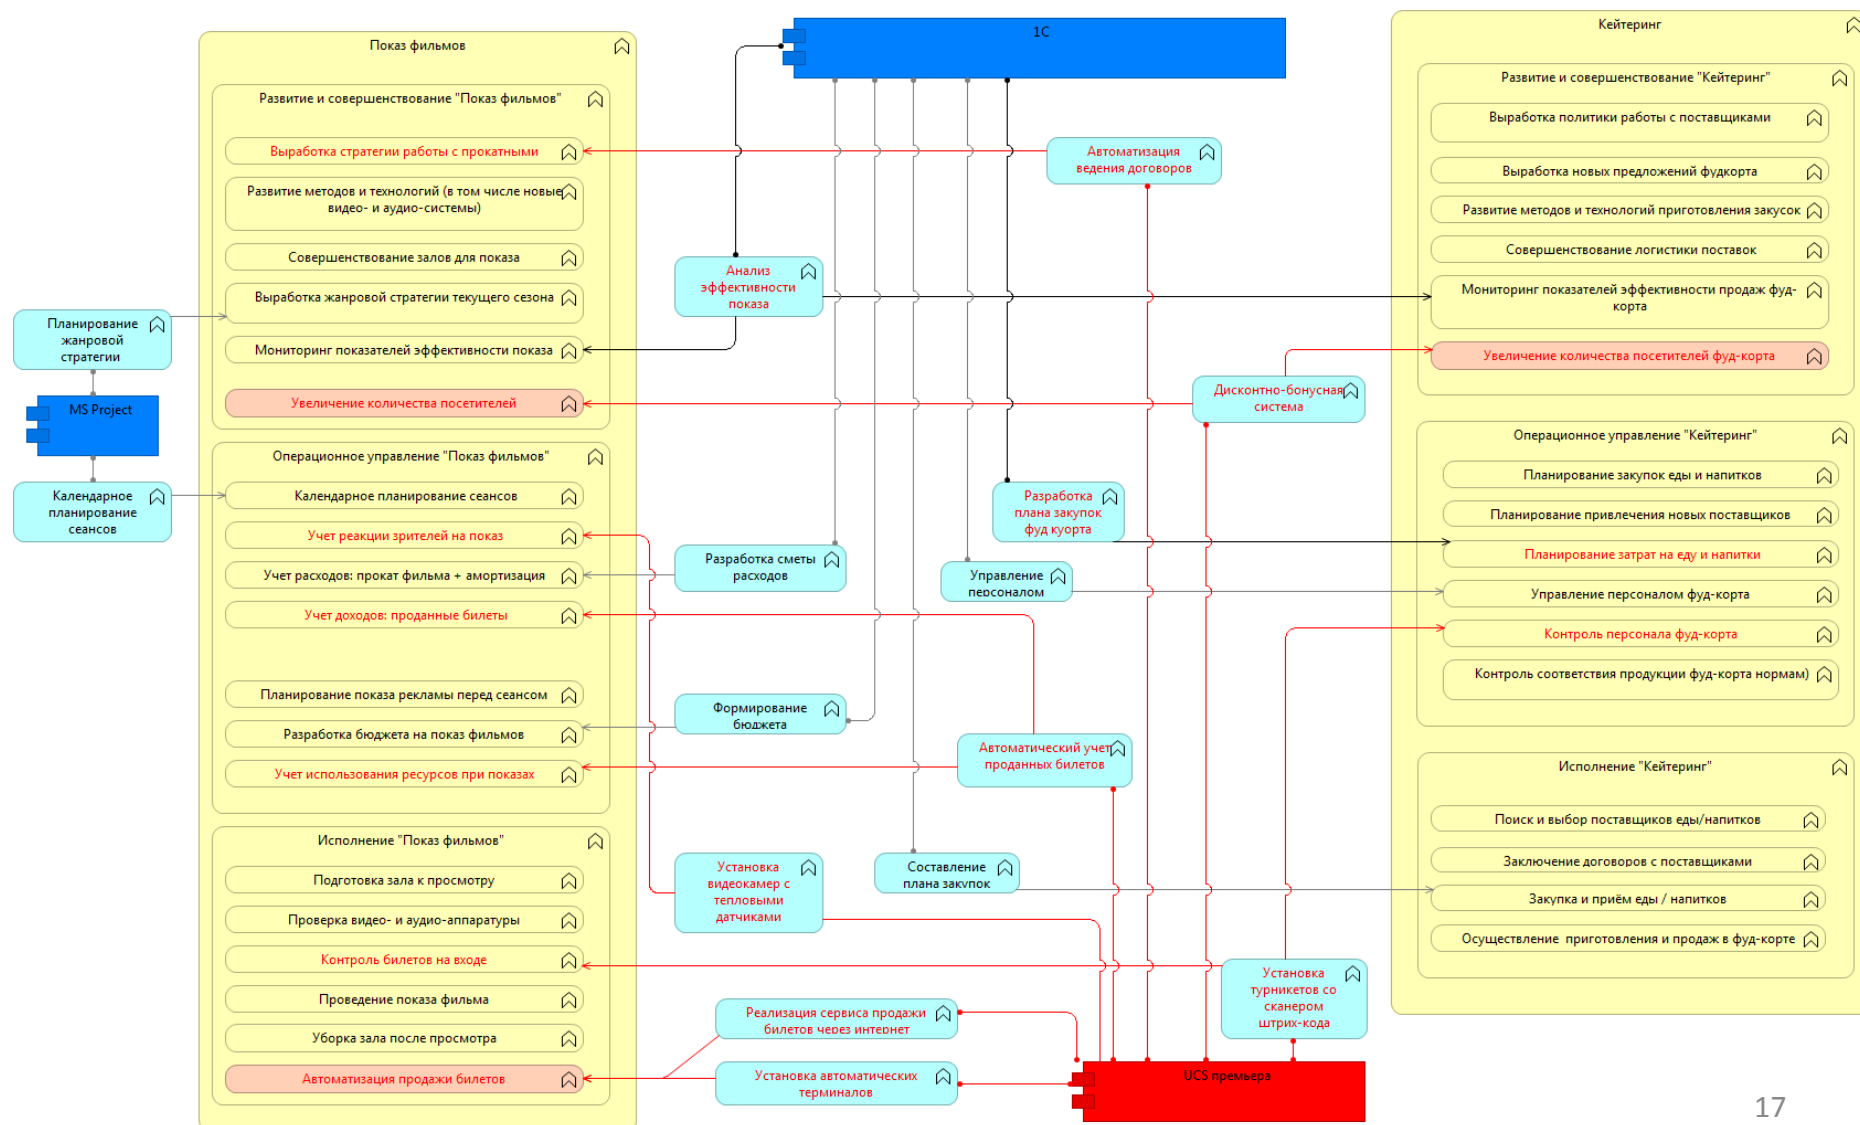 Показ фильмов
Развитие и совершенствование "Показ фильмов"
Выработка стратегии работы с прокатными
Развитие методов и технологий (в том числе новые
видео- и аудио-системы)
Совершенствование залов для показа
Выработка жанровой стратегии текущего сезона
Мониторинг показателей эффективности показа
Увеличение количества посетителей
Операционное управление "Показ фильмов"
Календарное планирование сеансов
Учет реакции зрителей на показ
Учет расходов: прокат фильма + амортизация
Учет доходов: проданные билеты
Планирование показа рекламы перед сеансом
Разработка бюджета на показ фильмов
Учет использования ресурсов при показах
Исполнение "Показ фильмов"
Подготовка зала к просмотру
Проверка видео- и аудио-аппаратуры
Контроль билетов на входе
Проведение показа фильма
Уборка зала после просмотра
Автоматизация продажи билетов
Планирование
жанровой
стратегии
MS Project
Календарное
планирование
сеансов
1С
Автоматизация
ведения договоров
Анализ
эффективности
показа
Дисконтно-бонусная
система
Разработка
плана закупок
фуд куорта
Разработка сметы
расходов
Управление
персоналом
Формирование
бюджета
Автоматический учет
проданных билетов
Установка
видеокамер с
тепловыми
датчиками
Составление
плана закупок
Установка
турникетов со
сканером
штрих-кода
Реализация сервиса продажи
билетов через интернет
Установка автоматических
терминалов
UCS премьера
Кейтеринг
Развитие и совершенствование "Кейтеринг"
Выработка политики работы с поставщиками
Выработка новых предложений фудкорта
Развитие методов и технологий приготовления закусок
Совершенствование логистики поставок
Мониторинг показателей эффективности продаж фуд-
корта
Увеличение количества посетителей фуд-корта
Операционное управление "Кейтеринг"
Планирование закупок еды и напитков
Планирование привлечения новых поставщиков
Планирование затрат на еду и напитки
Управление персоналом фуд-корта
Контроль персонала фуд-корта
Контроль соответствия продукции фуд-корта нормам)
Исполнение "Кейтеринг"
Поиск и выбор поставщиков еды/напитков
Заключение договоров с поставщиками
Закупка и приём еды / напитков
Осуществление приготовления и продаж в фуд-корте
17